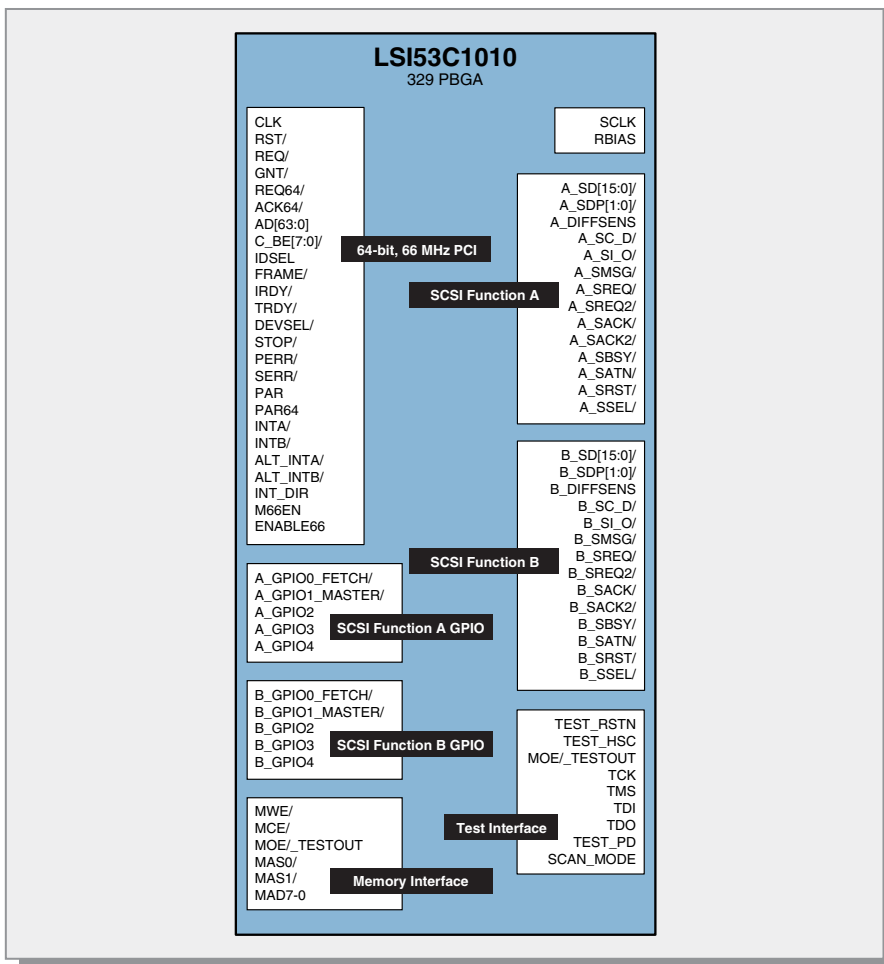 LSI53C1010
329 PBGA
CLK
RST/
REQ/
GNT/
REQ64/
ACK64/
AD[63:0]
C_BE[7:0]/
IDSEL
FRAME/
IRDY/
TRDY/
DEVSEL/
STOP/
PERR/
SERR/
PAR
PAR64
INTA/
INTB/
ALT_INTA/
ALT_INTB/
INT_DIR
M66EN
ENABLE66
64-bit, 66 MHz PCI
A_GPIO0_FETCH/
A_GPIO1_MASTER/
A_GPIO2
A_GPIO3
A_GPIO4
SCSI Function A GPIO
B_GPIO0_FETCH/
B_GPIO1_MASTER/
B_GPIO2
B_GPIO3
B_GPIO4
SCSI Function B GPIO
MWE/
MCE/
MOE/_TESTOUT
MAS0/
MAS1/
MAD7-0
Memory Interface
SCLK
RBIAS
A_SD[15:0]/
A_SDP[1:0]/
A_DIFFSENS
A_SC_D/
A_SI_O/
A_SMSG/
A_SREQ/
A_SREQ2/
A_SACK/
A_SACK2/
A_SBSY/
A_SATN/
A_SRST/
A_SSEL/
SCSI Function A
B_SD[15:0]/
B_SDP[1:0]/
B_DIFFSENS
B_SC_D/
B_SI_O/
B_SMSG/
B_SREQ/
B_SREQ2/
B_SACK/
B_SACK2/
B_SBSY/
B_SATN/
B_SRST/
B_SSEL/
SCSI Function B
TEST_RSTN
TEST_HSC
MOE/_TESTOUT
TCK
TMS
TDI
TDO
TEST_PD
SCAN_MODE
Test Interface